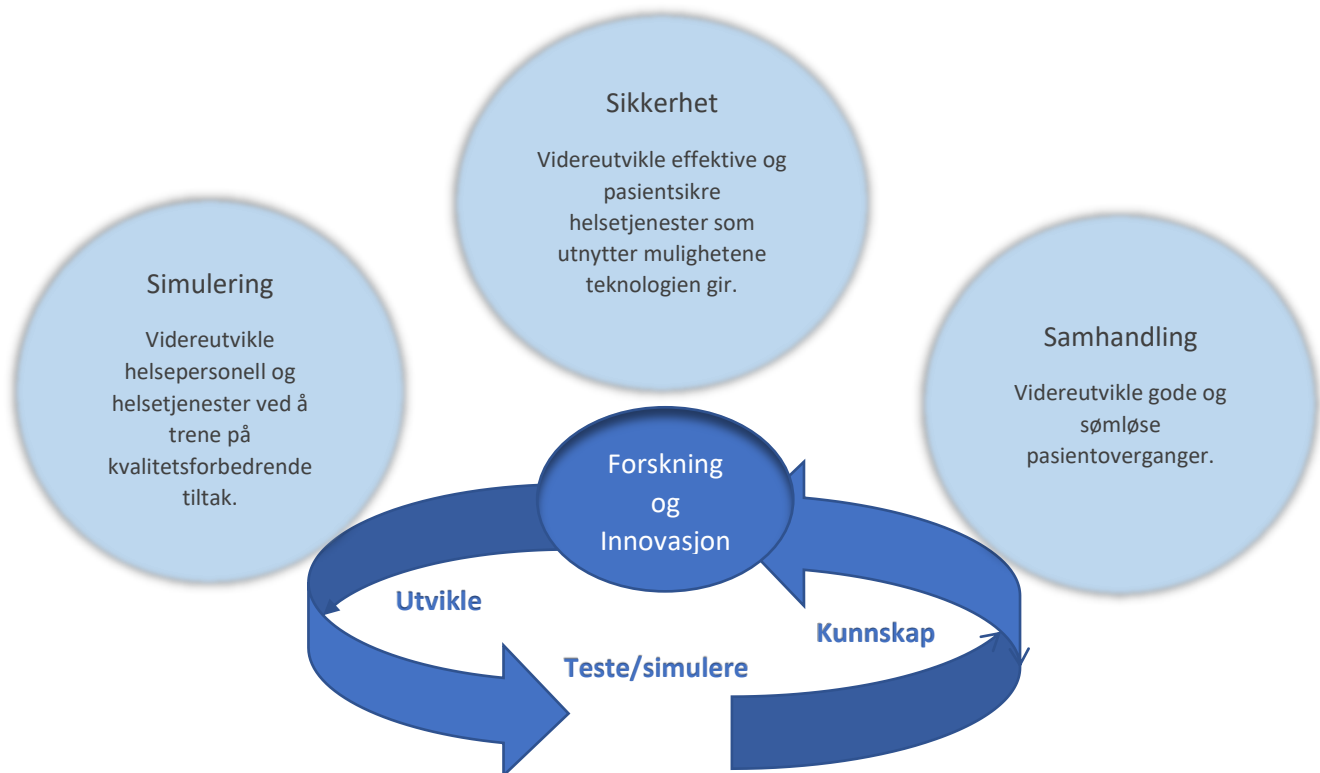 Sikkerhet
Videreutvikle effektive og
pasientsikre
helsetjenester som
utnytter mulighetene
teknologien gir.
Simulering
Videreutvikle
helsepersonell og
helsetjenester ved å
trene på
kvalitetsforbedrende
tiltak.
Samhandling
Videreutvikle gode og
sømløse
pasientoverganger.
Forskning
og
Innovasjon
Utvikle
Kunnskap
Teste/simulere